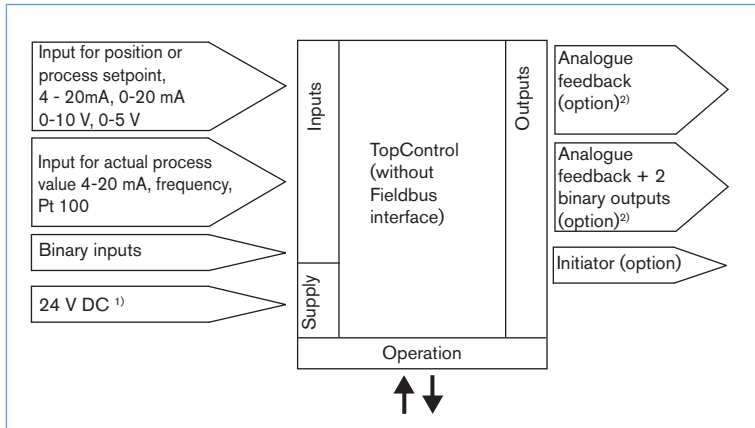 Input for position or
process setpoint,
4 - 20mA, 0-20 mA
0-10 V, 0-5 V
Input for actual process
value 4-20 mA, frequency,
Pt 100
Binary inputs
24 V DC 1)
Inputs
Supply
TopControl
(without
Fieldbus
interface)
Operation
Outputs
Analogue
feedback
(option)2)
Analogue
feedback + 2
binary outputs
(option)2)
Initiator (option)